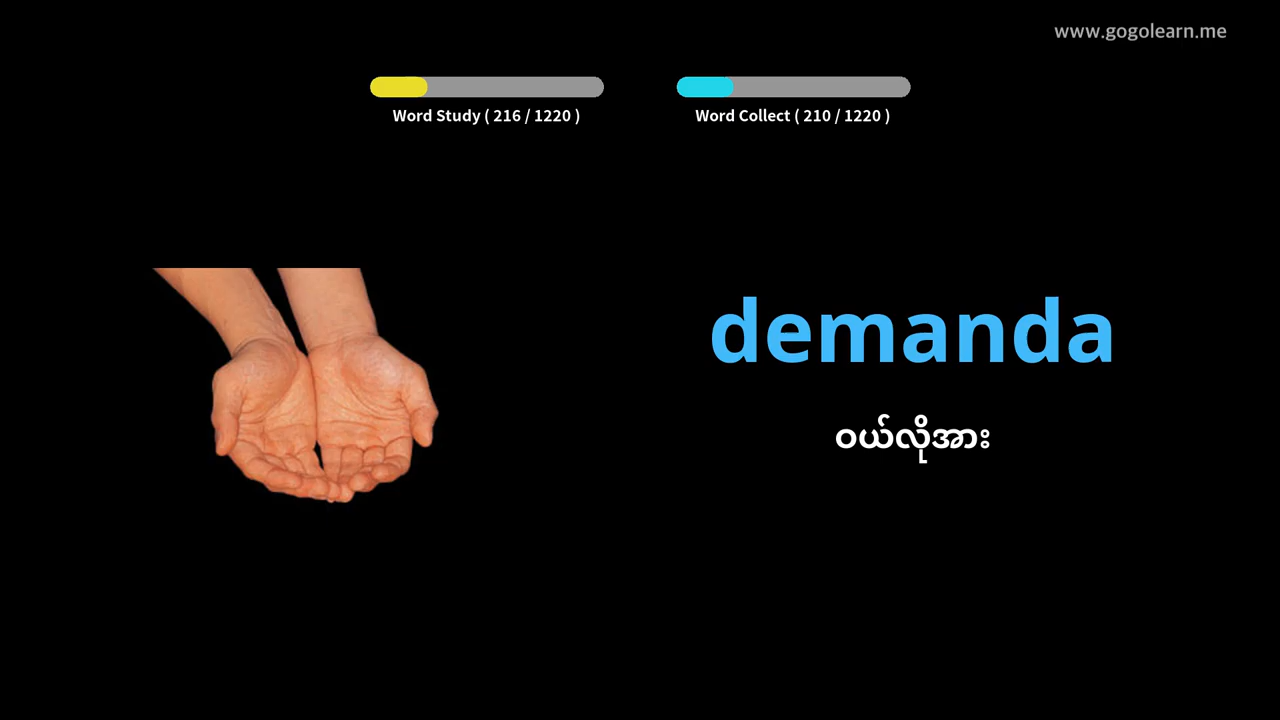 www.gogolearn.me
Word Study ( 216 / 1220 )
Word Collect ( 210 / 1220 )
demanda
ဝယ်လိုအား